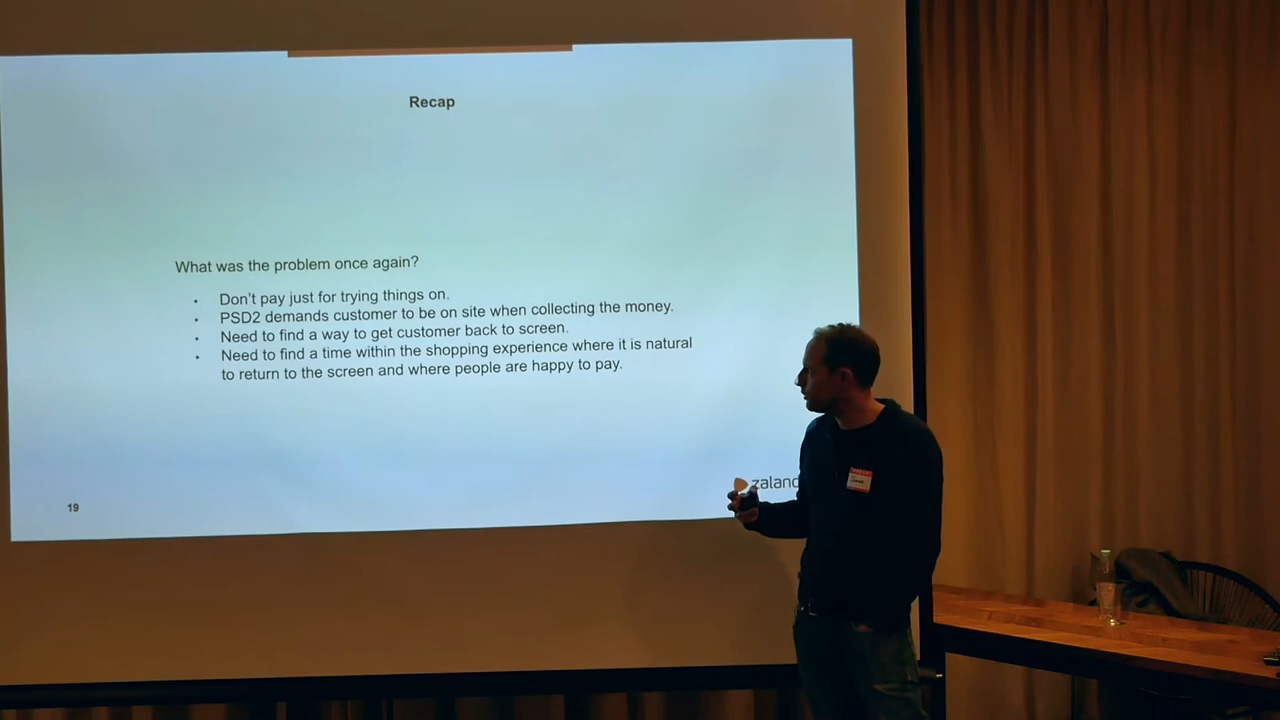 Recap
What was the problem once again?
Don't pay just for trying things on.
PSD2 demands customer to be on site when collecting the money.
Need to find a way to get customer back to screen.
Need to find a time within the shopping experience where it is natural
to return to the screen and where people are happy to pay.
zaland
19